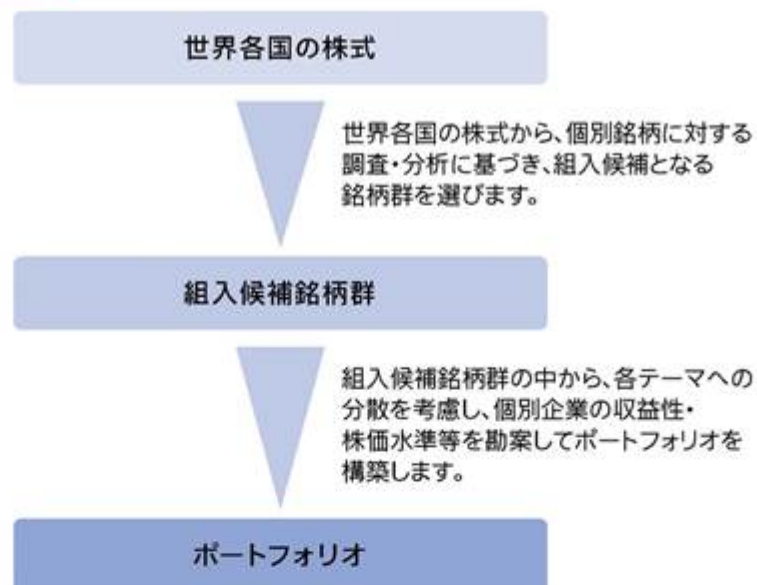 世界各国の株式
世界各国の株式から、個別銘柄に対する
調査・分析に基づき、組入候補となる
銘柄群を選びます。
組入候補銘柄群
組入候補銘柄群の中から、各テーマへの
分散を考慮し、個別企業の収益性・
株価水準等を勘案してポートフォリオを
構築します。
ポートフォリオ